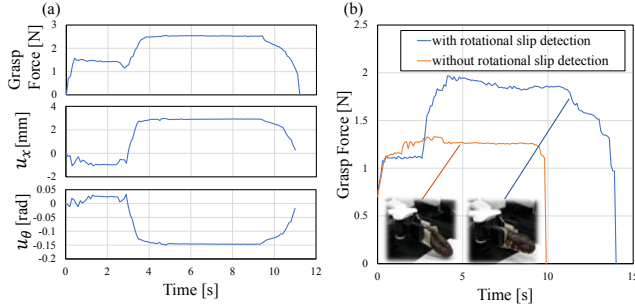 (a)
Grasp
Force [N]
3
2
1
0
u_x [mm]
4
2
0
-2
u_θ [rad]
0.05
0
-0.05
-0.1
-0.15
0 2 4 6 8 10 12
Time [s]
(b)
with rotational slip detection
without rotational slip detection
Grasp Force [N]
2.5
2
1.5
1
0.5
0
0 5 10 15
Time [s]